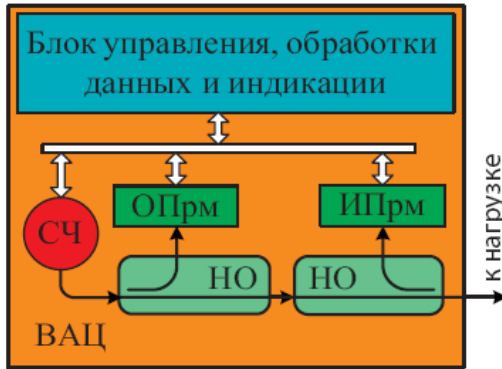 Блок управления, обработки
данных и индикации
ОПрм
ИПрм
СЧ
НО
НО
ВАЦ
к нагрузке